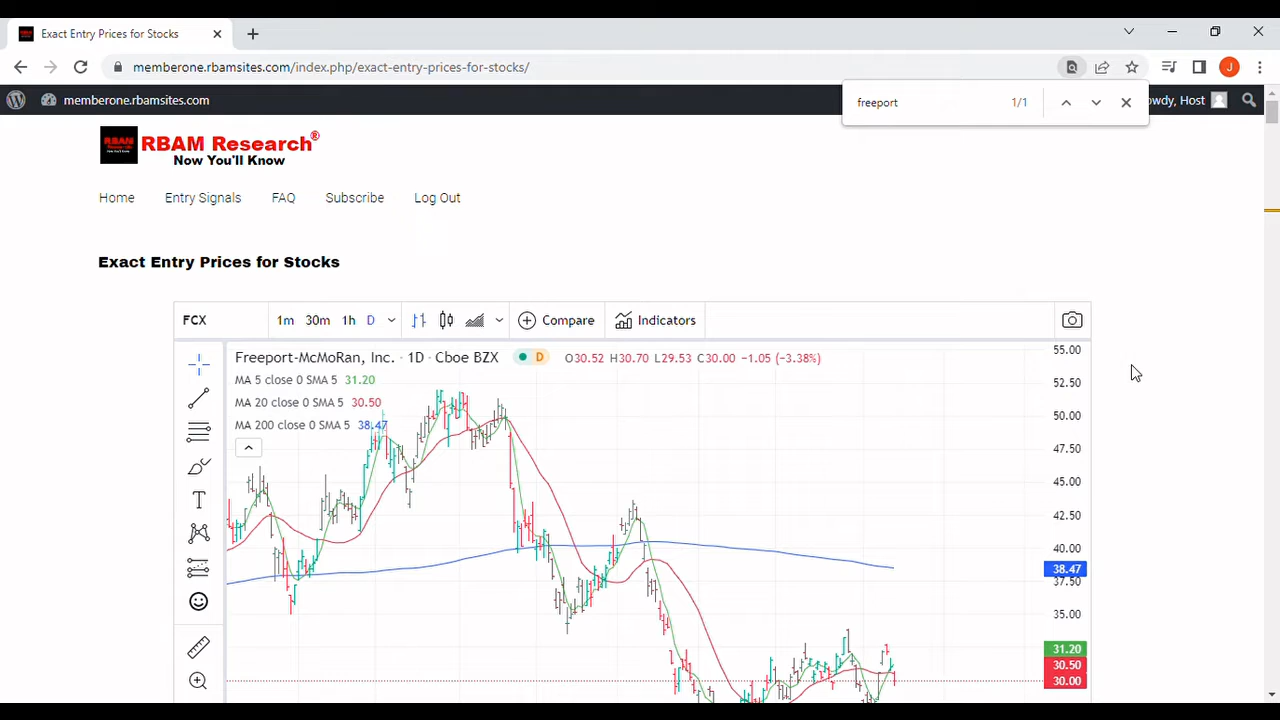 Exact Entry Prices for Stocks
memberone.rbamsites.com/index.php/exact-entry-prices-for-stocks/
J
memberone.rbamsites.com
owdy, Host
freeport 1/1
RBAM Research®
Now You'll Know
Home Entry Signals FAQ Subscribe Log Out
Exact Entry Prices for Stocks
FCX 1m 30m 1h D Compare Indicators
Freeport-McMoRan, Inc. · 1D · Cboe BZX D O30.52 H30.70 L29.53 C30.00 −1.05 (−3.38%)
MA 5 close 0 SMA 5 31.20
MA 20 close 0 SMA 5 30.50
MA 200 close 0 SMA 5 38.47
T
55.00
52.50
50.00
47.50
45.00
42.50
40.00
38.47
37.50
35.00
31.20
30.50
30.00